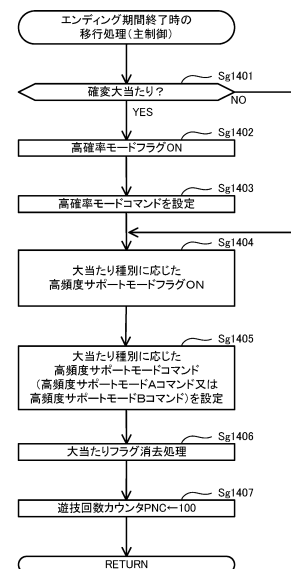 エンディング期間終了時の
移行処理(主制御)
Sg1401
確変大当たり?
NO
YES
Sg1402
高確率モードフラグON
Sg1403
高確率モードコマンドを設定
Sg1404
大当たり種別に応じた
高頻度サポートモードフラグON
Sg1405
大当たり種別に応じた
高頻度サポートモードコマンド
(高頻度サポートモードAコマンド又は
高頻度サポートモードBコマンド)を設定
Sg1406
大当たりフラグ消去処理
Sg1407
遊技回数カウンタPNC←100
RETURN